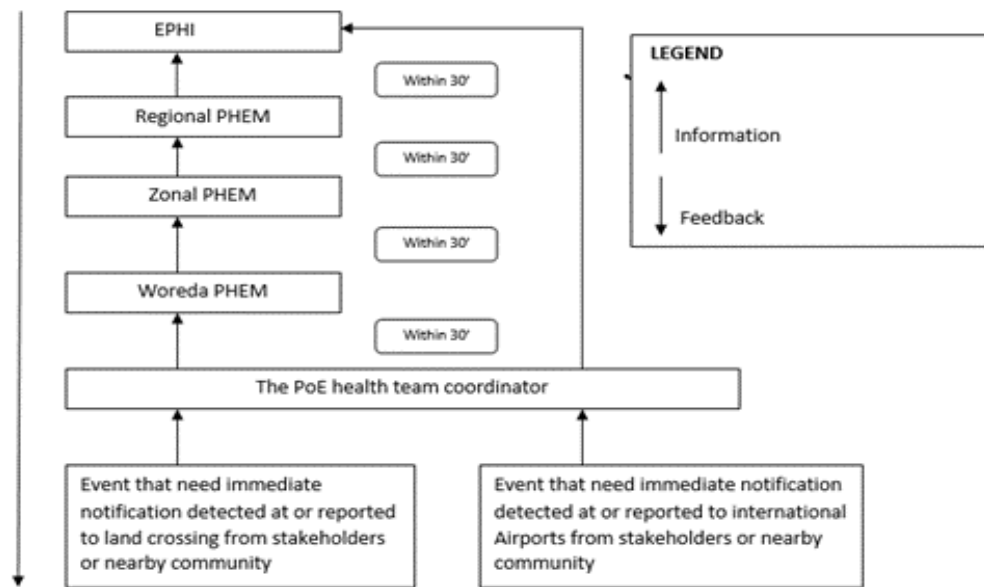 EPHI
Within 30'
LEGEND
Regional PHEM
Information
Within 30'
Zonal PHEM
Feedback
Within 30'
Woreda PHEM
Within 30'
The PoE health team coordinator
Event that need immediate
notification detected at or reported
to land crossing from stakeholders
or nearby community
Event that need immediate notification
detected at or reported to international
Airports from stakeholders or nearby
community